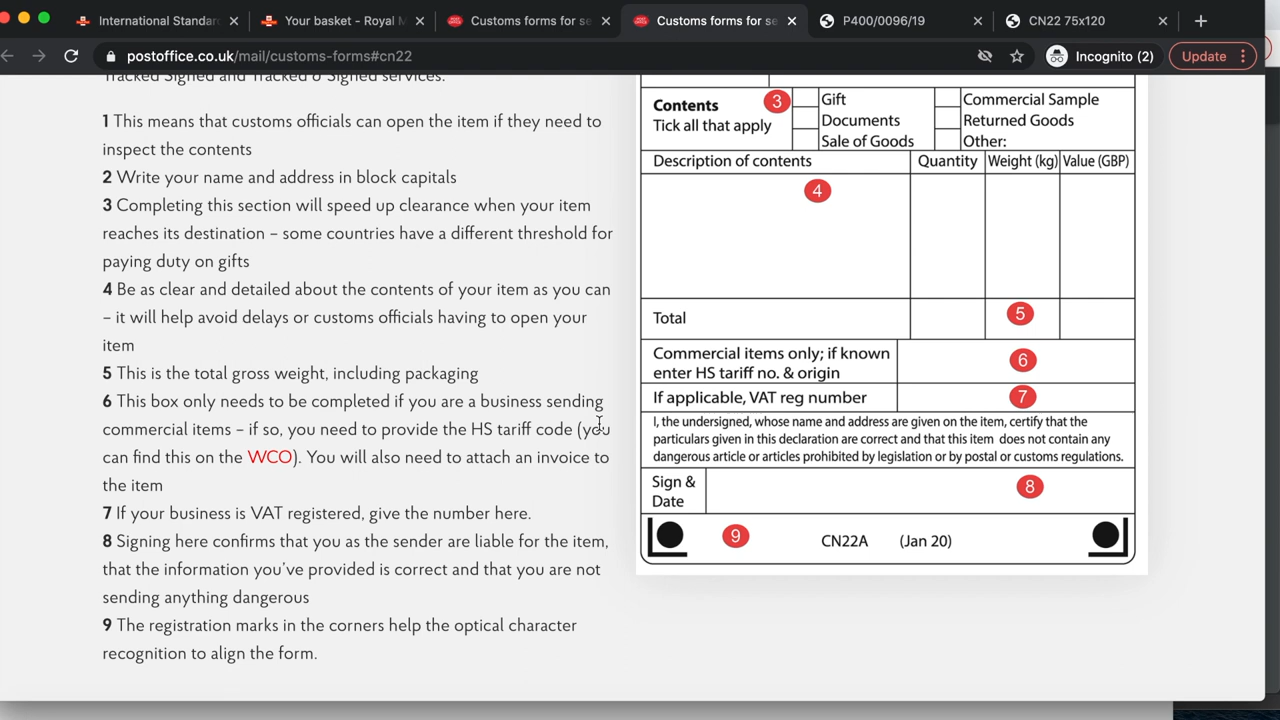 International Standar
Your basket - Royal M
Customs forms for se
Customs forms for se
P400/0096/19
CN22 75x120
postoffice.co.uk/mail/customs-forms#cn22
Incognito (2)
Update
Tracked Signed and Tracked & Signed services.
1 This means that customs officials can open the item if they need to
inspect the contents
2 Write your name and address in block capitals
3 Completing this section will speed up clearance when your item
reaches its destination – some countries have a different threshold for
paying duty on gifts
4 Be as clear and detailed about the contents of your item as you can
– it will help avoid delays or customs officials having to open your
item
5 This is the total gross weight, including packaging
6 This box only needs to be completed if you are a business sending
commercial items – if so, you need to provide the HS tariff code (you
can find this on the WCO). You will also need to attach an invoice to
the item
7 If your business is VAT registered, give the number here.
8 Signing here confirms that you as the sender are liable for the item,
that the information you've provided is correct and that you are not
sending anything dangerous
9 The registration marks in the corners help the optical character
recognition to align the form.
Contents
Tick all that apply
3
Gift
Documents
Sale of Goods
Commercial Sample
Returned Goods
Other:
Description of contents
Quantity
Weight (kg)
Value (GBP)
4
Total
5
Commercial items only; if known
enter HS tariff no. & origin
6
If applicable, VAT reg number
7
I, the undersigned, whose name and address are given on the item, certify that the
particulars given in this declaration are correct and that this item does not contain any
dangerous article or articles prohibited by legislation or by postal or customs regulations.
Sign &
Date
8
9
CN22A
(Jan 20)